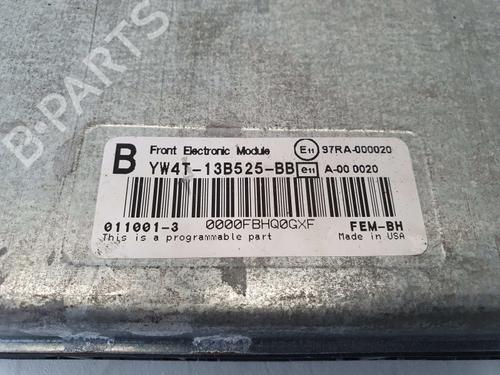 B-PARTS
B
Front Electronic Module
E11 97RA-000020
YW4T-13B525-BB e11 A-00 0020
011001-3 0000FBHQ0GXF FEM-BH
This is a programmable part Made in USA